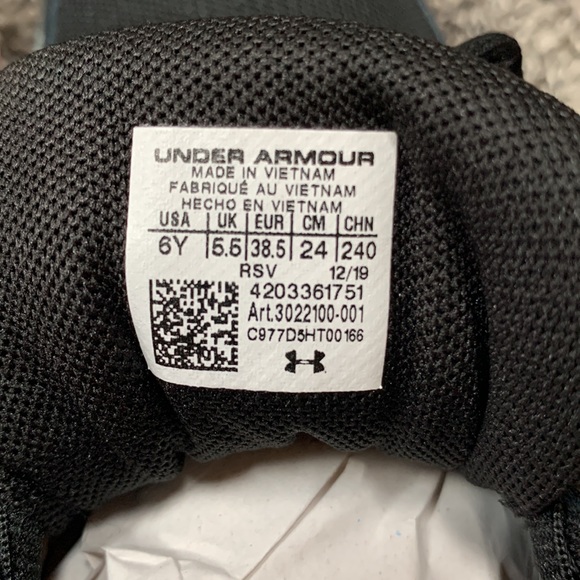 UNDER ARMOUR
MADE IN VIETNAM
FABRIQUÉ AU VIETNAM
HECHO EN VIETNAM
USA UK EUR CM CHN
6Y 5.5 38.5 24 240
RSV 12/19
4203361751
Art.3022100-001
C977D5HT00166